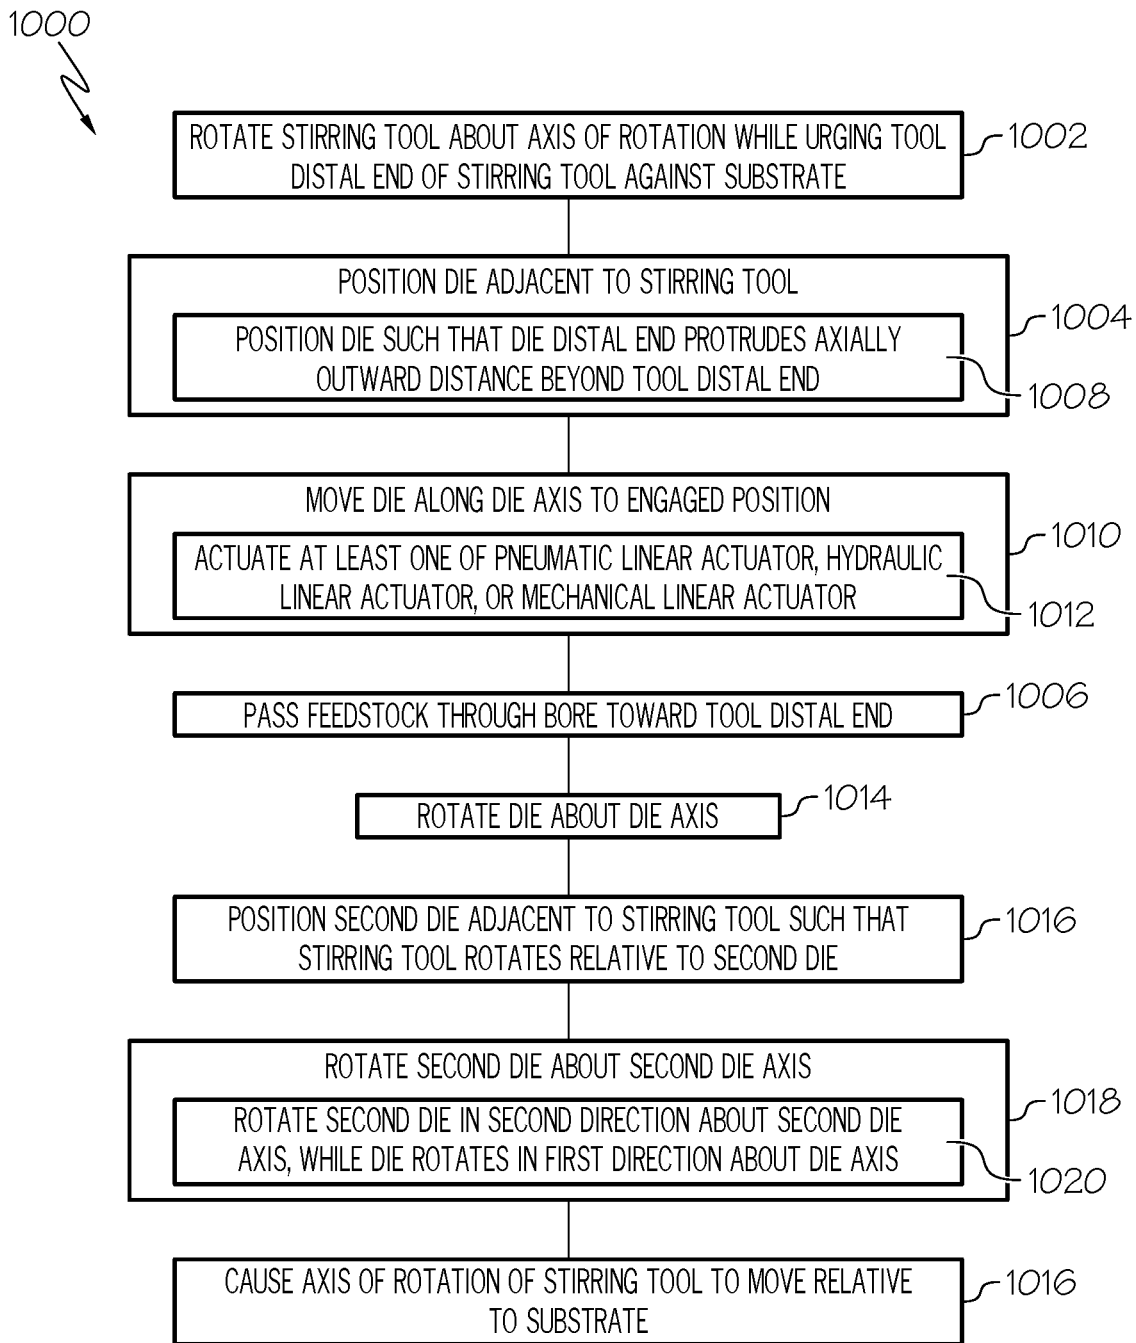 1000
ROTATE STIRRING TOOL ABOUT AXIS OF ROTATION WHILE URGING TOOL
DISTAL END OF STIRRING TOOL AGAINST SUBSTRATE
1002
POSITION DIE ADJACENT TO STIRRING TOOL
1004
POSITION DIE SUCH THAT DIE DISTAL END PROTRUDES AXIALLY
OUTWARD DISTANCE BEYOND TOOL DISTAL END
1008
MOVE DIE ALONG DIE AXIS TO ENGAGED POSITION
1010
ACTUATE AT LEAST ONE OF PNEUMATIC LINEAR ACTUATOR, HYDRAULIC
LINEAR ACTUATOR, OR MECHANICAL LINEAR ACTUATOR
1012
PASS FEEDSTOCK THROUGH BORE TOWARD TOOL DISTAL END
1006
ROTATE DIE ABOUT DIE AXIS
1014
POSITION SECOND DIE ADJACENT TO STIRRING TOOL SUCH THAT
STIRRING TOOL ROTATES RELATIVE TO SECOND DIE
1016
ROTATE SECOND DIE ABOUT SECOND DIE AXIS
1018
ROTATE SECOND DIE IN SECOND DIRECTION ABOUT SECOND DIE
AXIS, WHILE DIE ROTATES IN FIRST DIRECTION ABOUT DIE AXIS
1020
CAUSE AXIS OF ROTATION OF STIRRING TOOL TO MOVE RELATIVE
TO SUBSTRATE
1016